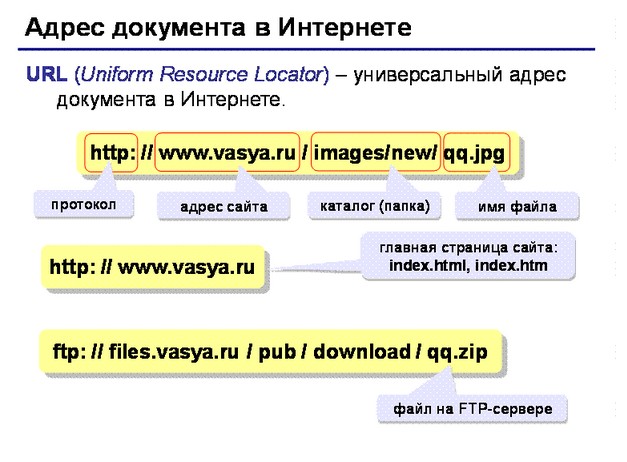 Адрес документа в Интернете
URL (Uniform Resource Locator) – универсальный адрес
документа в Интернете.
http: // www.vasya.ru / images/new/ qq.jpg
протокол адрес сайта каталог (папка) имя файла
http: // www.vasya.ru
главная страница сайта:
index.html, index.htm
ftp: // files.vasya.ru / pub / download / qq.zip
файл на FTP-сервере